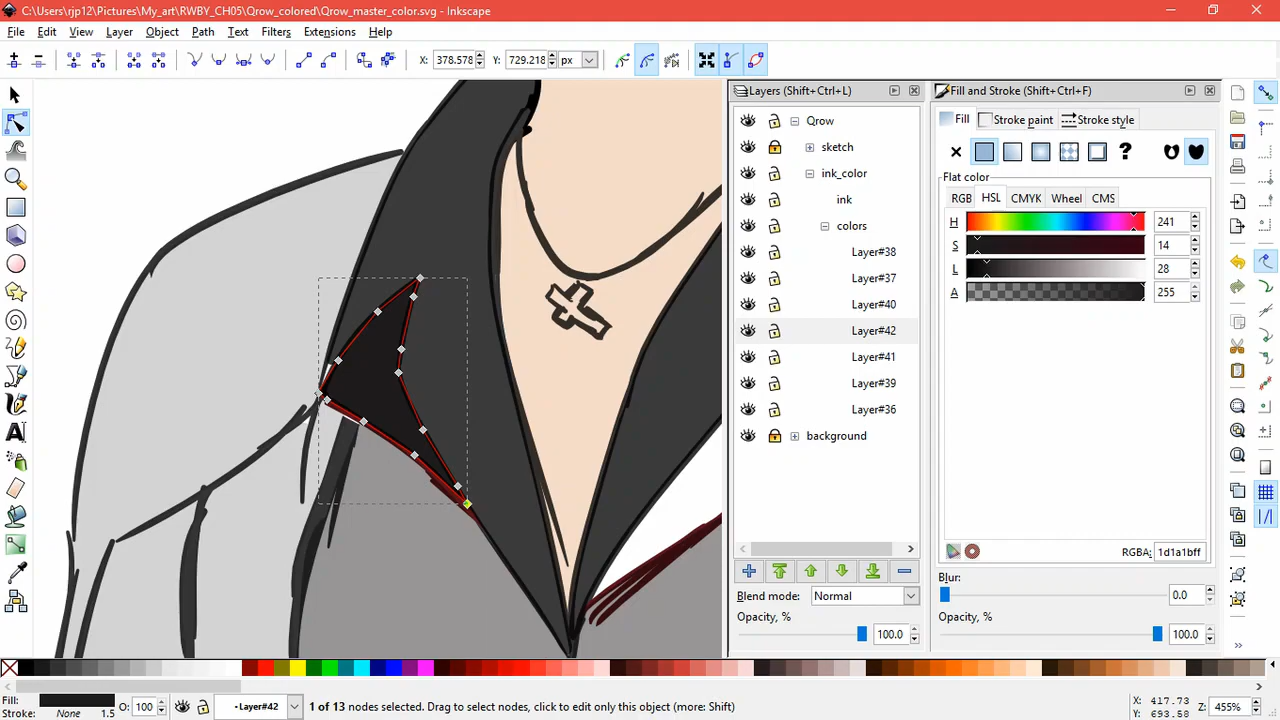 C:\Users\rjp12\Pictures\My_art\RWBY_CH05\Qrow_colored\Qrow_master_color.svg - Inkscape
File Edit View Layer Object Path Text Filters Extensions Help
X: 378.578 Y: 729.218 px
Layers (Shift+Ctrl+L)
Fill and Stroke (Shift+Ctrl+F)
Qrow
sketch
ink_color
ink
colors
Layer#38
Layer#37
Layer#40
Layer#42
Layer#41
Layer#39
Layer#36
background
Fill Stroke paint Stroke style
?
Flat color
RGB HSL CMYK Wheel CMS
H 241
S 14
L 28
A 255
RGBA: 1d1a1bff
Blend mode: Normal
Opacity, % 100.0
Blur:
0.0
Opacity, %
100.0
Fill:
Stroke: None 1.5
O: 100
•Layer#42
1 of 13 nodes selected. Drag to select nodes, click to edit only this object (more: Shift)
X: 417.73
Y: 693.58
Z: 455%